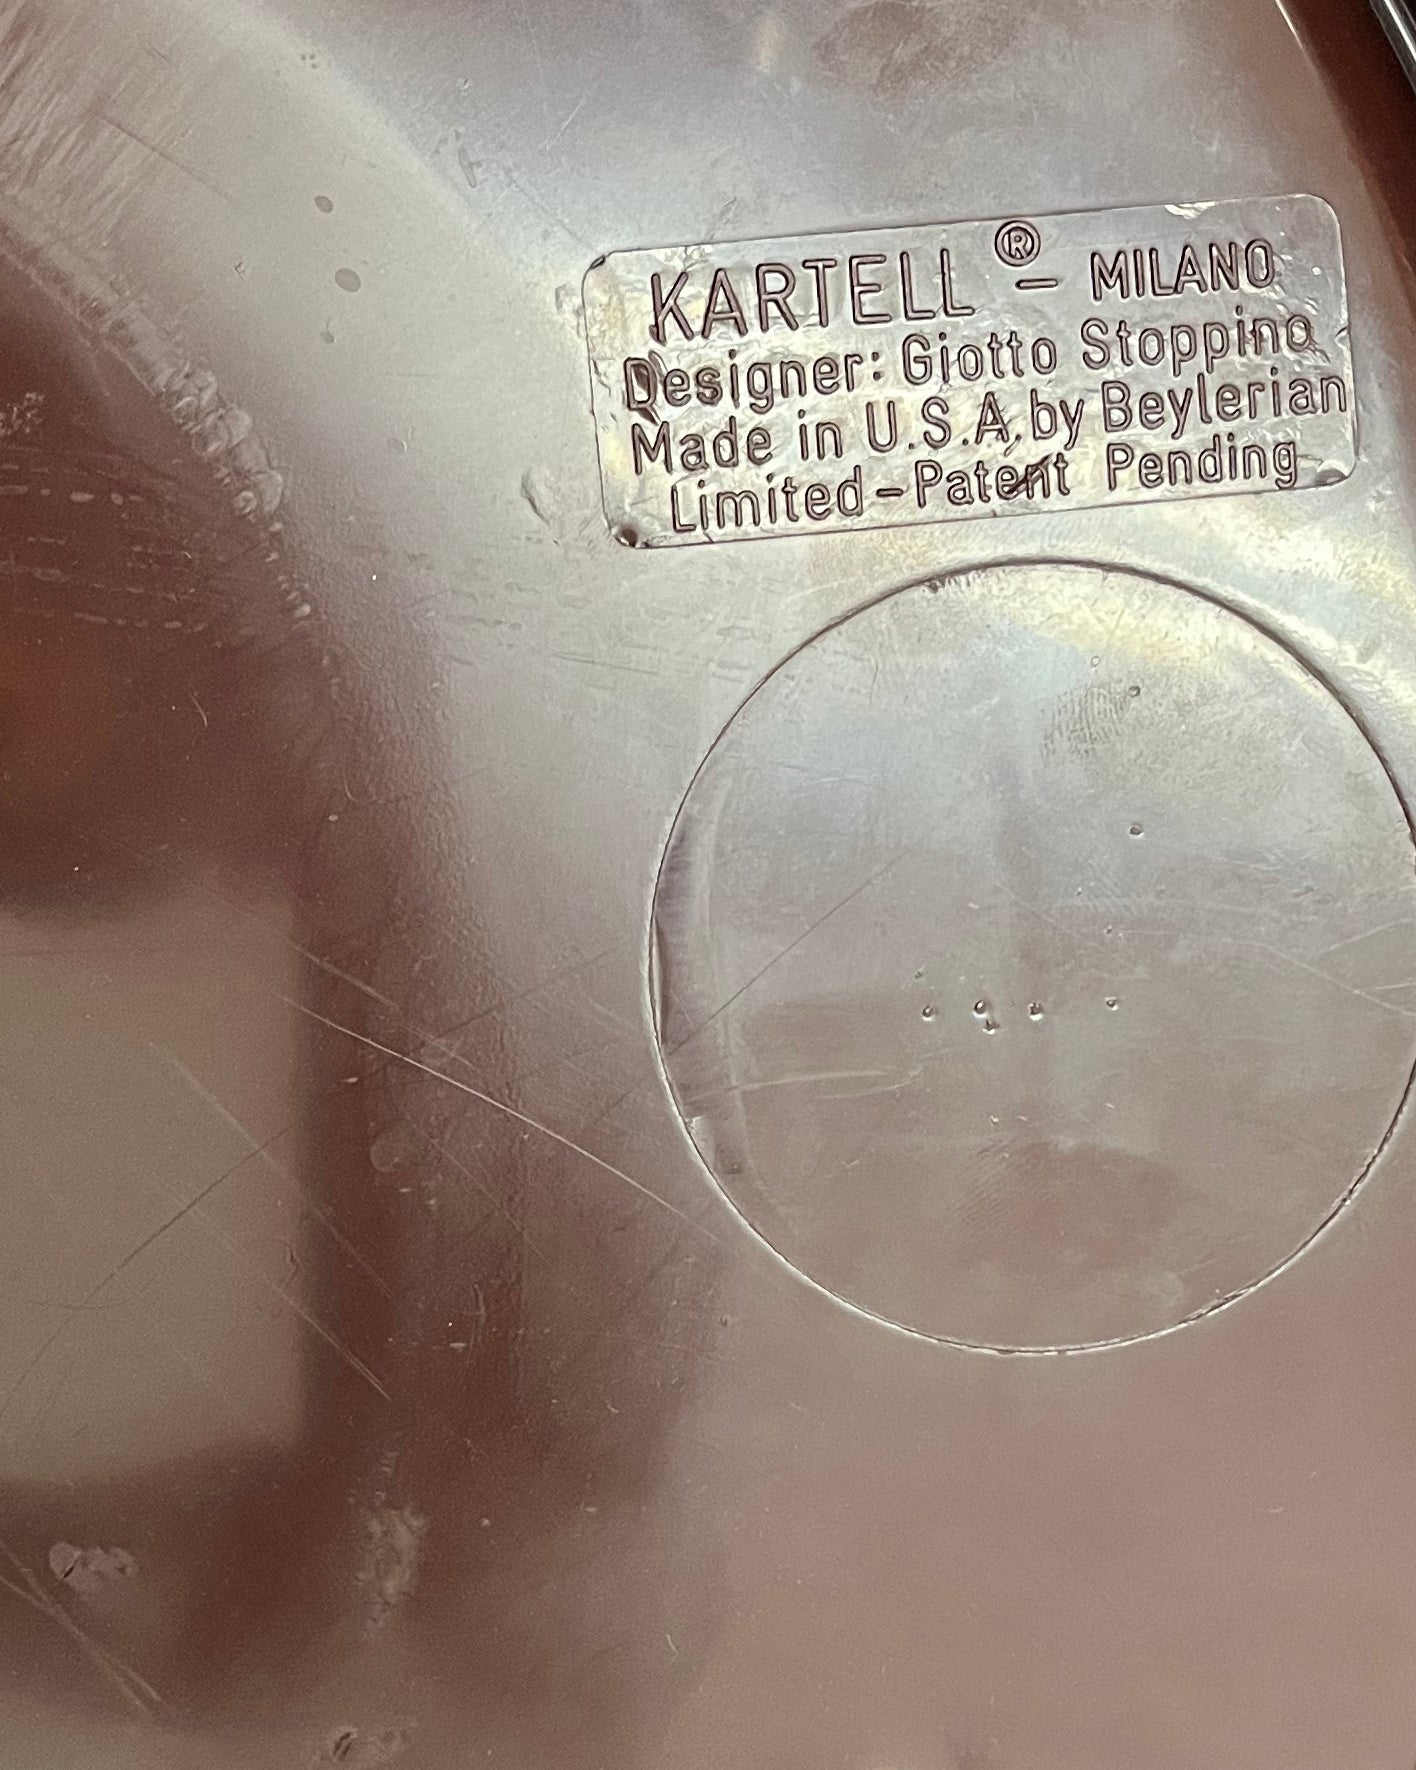 KARTELL ® – MILANO
Designer: Giotto Stoppino
Made in U.S.A. by Beylerian
Limited – Patent Pending